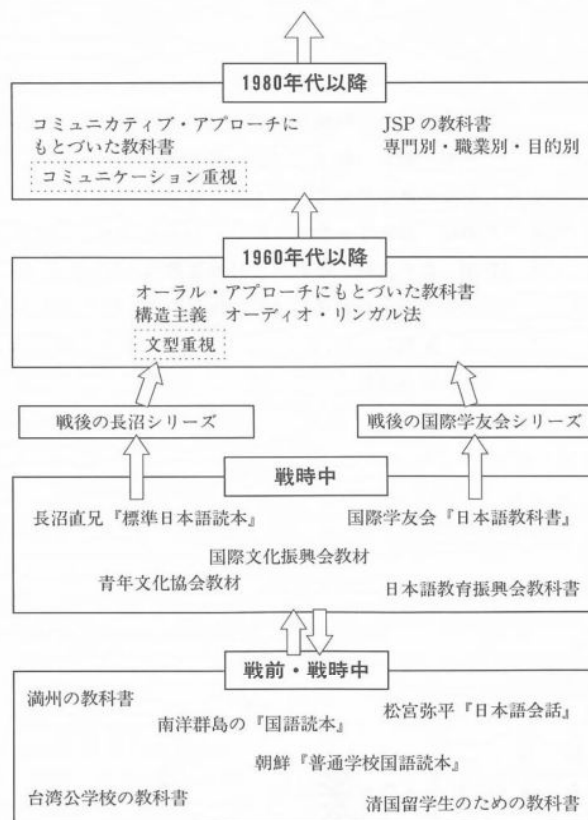 1980年代以降
コミュニカティブ・アプローチに
もとづいた教科書
コミュニケーション重視
JSPの教科書
専門別・職業別・目的別
1960年代以降
オーラル・アプローチにもとづいた教科書
構造主義　オーディオ・リンガル法
文型重視
戦後の長沼シリーズ
戦後の国際学友会シリーズ
戦時中
長沼直兄『標準日本語読本』
国際学友会『日本語教科書』
国際文化振興会教材
青年文化協会教材
日本語教育振興会教科書
戦前・戦時中
満州の教科書
松宮弥平『日本語会話』
南洋群島の『国語読本』
朝鮮『普通学校国語読本』
台湾公学校の教科書
清国留学生のための教科書